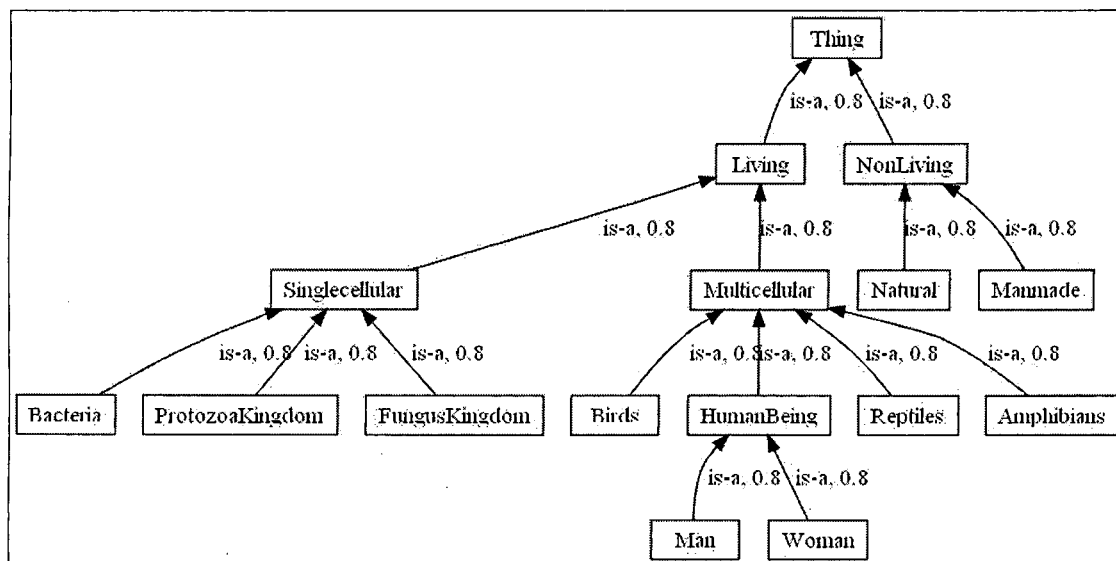 Thing
is-a, 0.8 is-a, 0.8
Living NonLiving
is-a, 0.8 is-a, 0.8 is-a, 0.8 is-a, 0.8
Singlecellular Multicellular Natural Manmade
is-a, 0.8 is-a, 0.8 is-a, 0.8 is-a, 0.8 is-a, 0.8 is-a, 0.8 is-a, 0.8
Bacteria ProtozoaKingdom FungusKingdom Birds HumanBeing Reptiles Amphibians
is-a, 0.8 is-a, 0.8
Man Woman